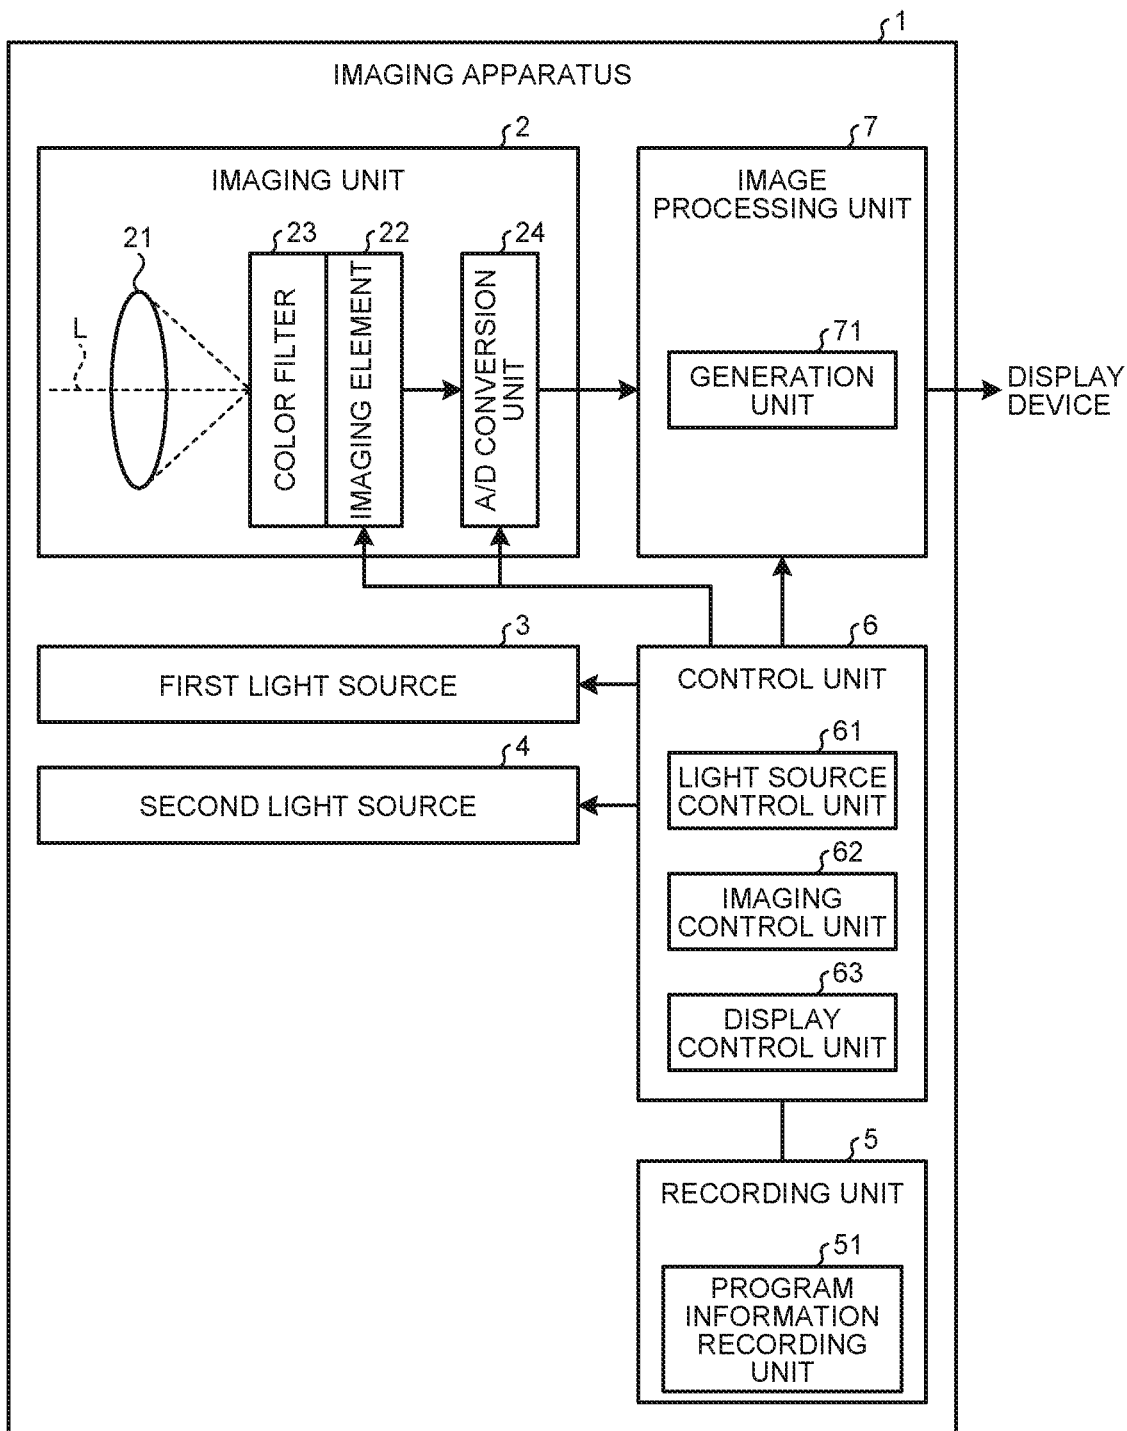 1
IMAGING APPARATUS
2
IMAGING UNIT
21
L
23
COLOR FILTER
22
IMAGING ELEMENT
24
A/D CONVERSION
UNIT
7
IMAGE
PROCESSING UNIT
71
GENERATION
UNIT
DISPLAY
DEVICE
3
FIRST LIGHT SOURCE
4
SECOND LIGHT SOURCE
6
CONTROL UNIT
61
LIGHT SOURCE
CONTROL UNIT
62
IMAGING
CONTROL UNIT
63
DISPLAY
CONTROL UNIT
5
RECORDING UNIT
51
PROGRAM
INFORMATION
RECORDING
UNIT